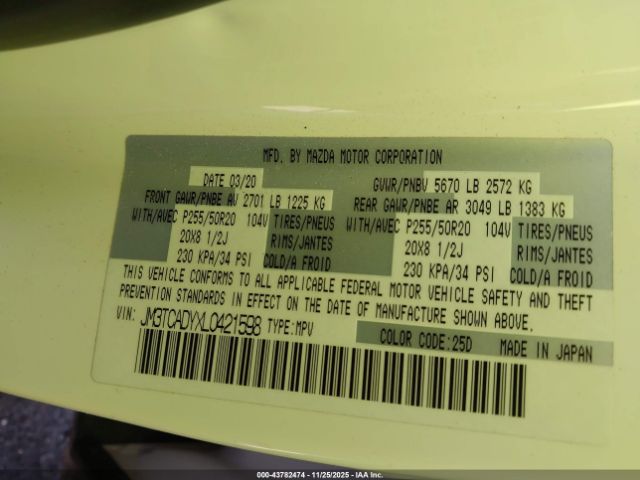 MFD. BY MAZDA MOTOR CORPORATION
DATE 03/20 GVWR/PNBV 5670 LB 2572 KG
FRONT GAWR/PNBE AV 2701 LB 1225 KG REAR GAWR/PNBE AR 3049 LB 1383 KG
WITH/AVEC P255/50R20 104V TIRES/PNEUS WITH/AVEC P255/50R20 104V TIRES/PNEUS
20X8 1/2J RIMS/JANTES 20X8 1/2J RIMS/JANTES
230 KPA/34 PSI COLD/A FROID 230 KPA/34 PSI COLD/A FROID
THIS VEHICLE CONFORMS TO ALL APPLICABLE FEDERAL MOTOR VEHICLE SAFETY AND THEFT
PREVENTION STANDARDS IN EFFECT ON THE DATE OF MANUFACTURE SHOWN ABOVE.
VIN: JM3TCADYXL0421598 TYPE:MPV
COLOR CODE:25D MADE IN JAPAN
000-43782474 - 11/25/2025 - IAA Inc.